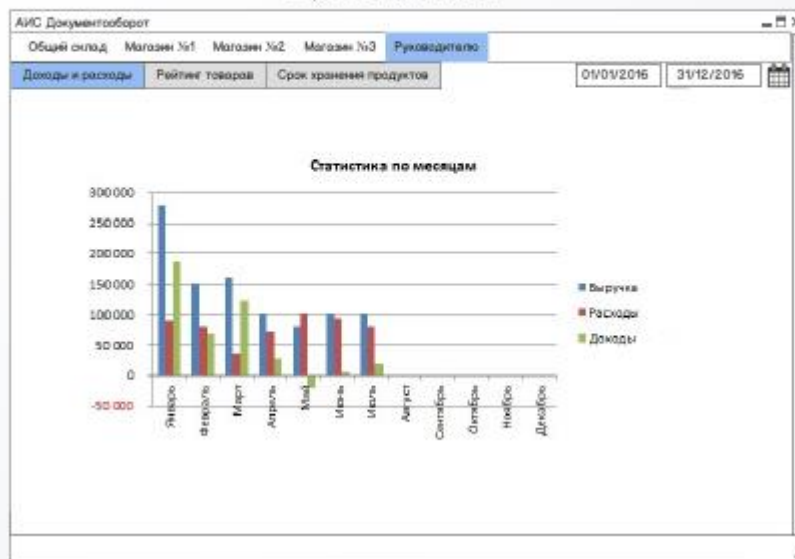 АИС Документооборот
Общий склад Магазин №1 Магазин №2 Магазин №3 Руководителю
Доходы и расходы Рейтинг товаров Срок хранения продуктов 01/01/2016 31/12/2016
Статистика по месяцам
300 000
250 000
200 000
150 000
100 000
50 000
0
-50 000
Январь Февраль Март Апрель Май Июнь Июль Август Сентябрь Октябрь Ноябрь Декабрь
Выручка
Расходы
Доходы